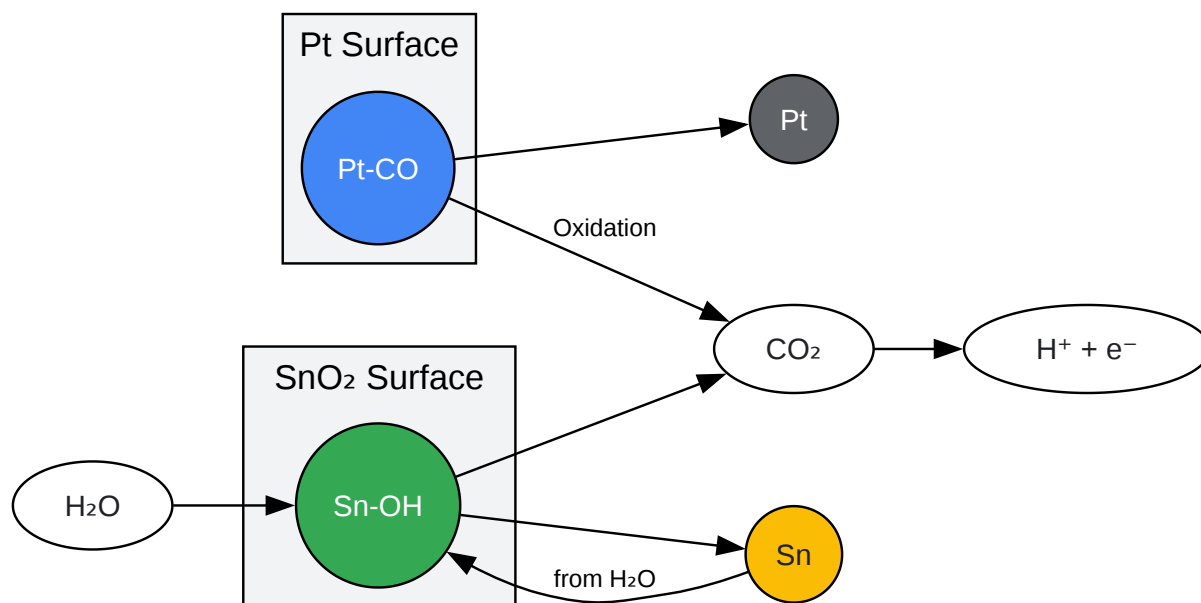 Pt Surface
Pt-CO
Pt
Oxidation
CO₂
H⁺ + e⁻
SnO₂ Surface
H₂O
Sn-OH
Sn
from H₂O